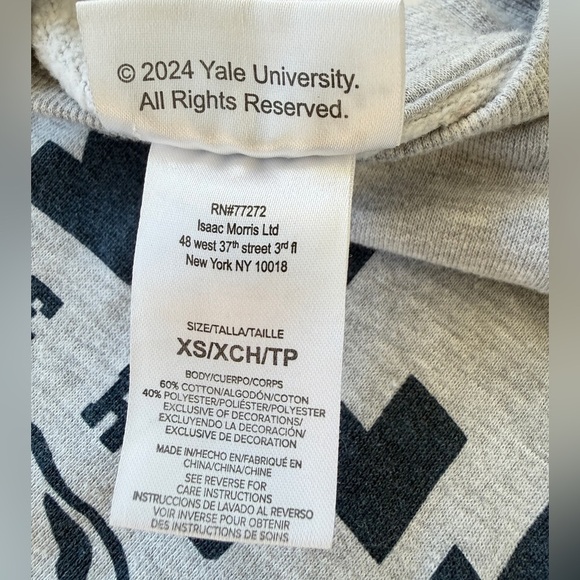 © 2024 Yale University.
All Rights Reserved.
RN#77272
Isaac Morris Ltd
48 west 37th street 3rd fl
New York NY 10018
SIZE/TALLA/TAILLE
XS/XCH/TP
BODY/CUERPO/CORPS
60% COTTON/ALGODÓN/COTON
40% POLYESTER/POLIÉSTER/POLYESTER
EXCLUSIVE OF DECORATIONS/
EXCLUYENDO LA DECORACIÓN/
EXCLUSIVE DE DECORATION
MADE IN/HECHO EN/FABRIQUÉ EN
CHINA/CHINA/CHINE
SEE REVERSE FOR
CARE INSTRUCTIONS
INSTRUCCIONS DE LAVADO AL REVERSO
VOIR INVERSE POUR OBTENIR
DES INSTRUCTIONS DE SOINS